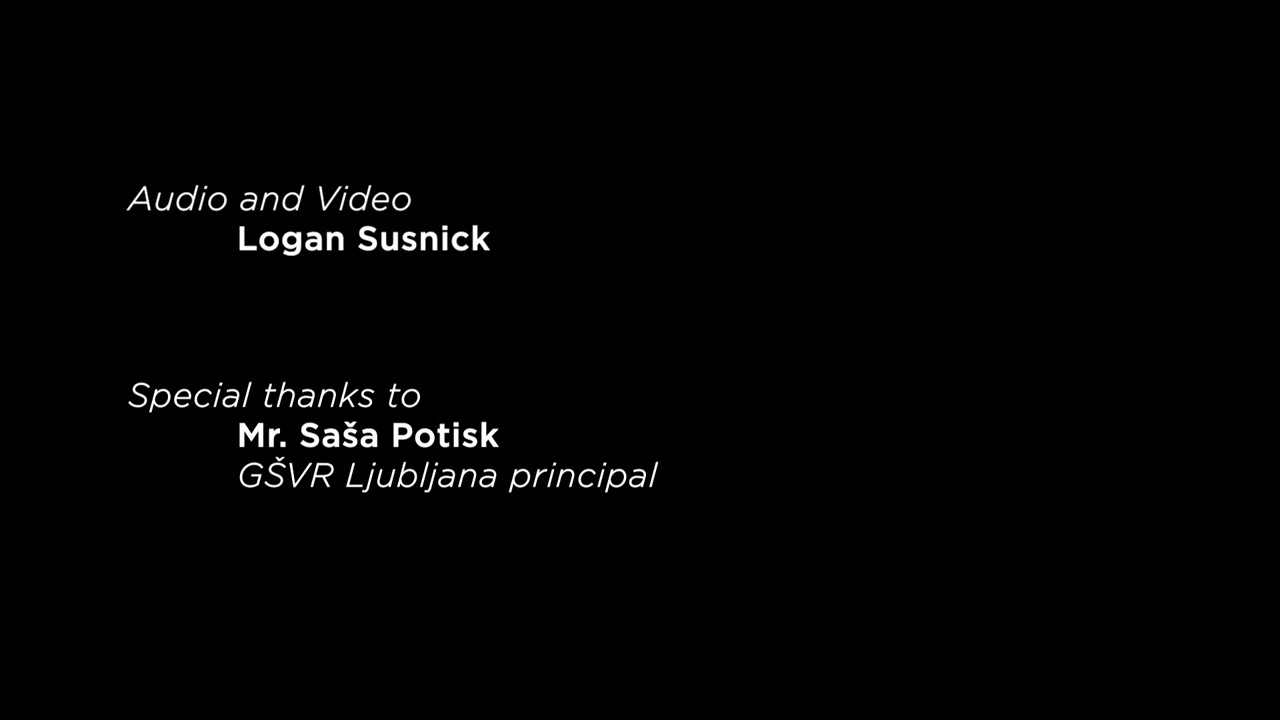 Audio and Video
Logan Susnick
Special thanks to
Mr. Saša Potisk
GŠVR Ljubljana principal